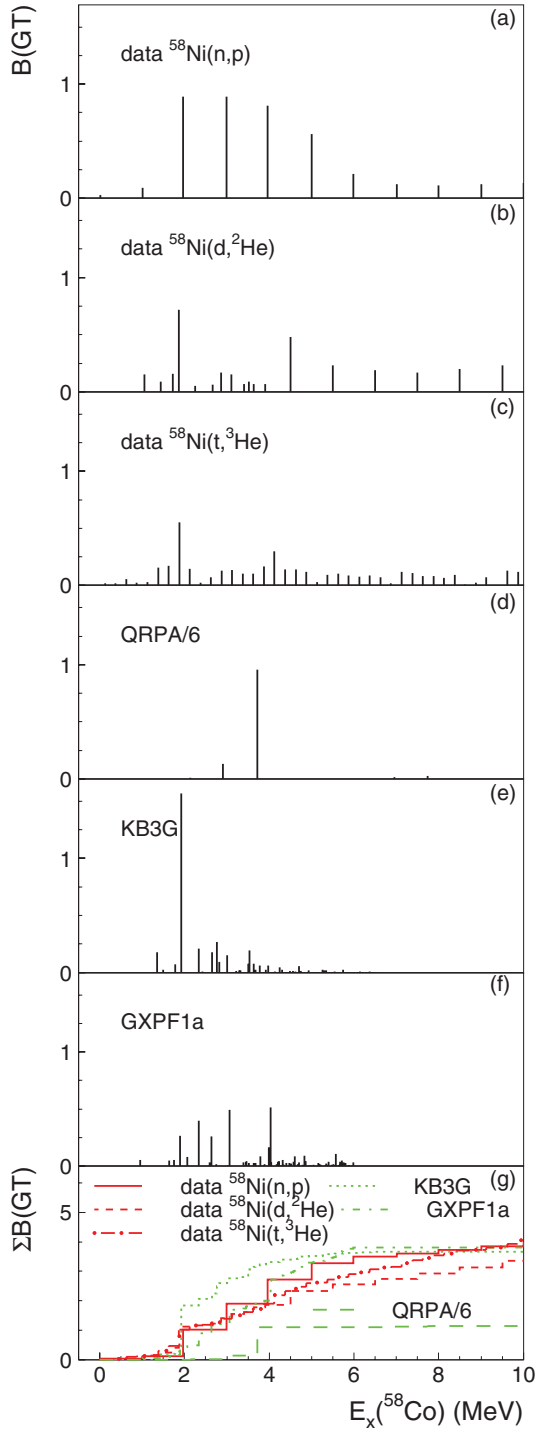 (a)
B(GT)
data ⁵⁸Ni(n,p)
1
0
(b)
data ⁵⁸Ni(d,²He)
1
0
(c)
data ⁵⁸Ni(t,³He)
1
0
(d)
QRPA/6
1
0
(e)
KB3G
1
0
(f)
GXPF1a
1
0
(g)
ΣB(GT)
5
0
data ⁵⁸Ni(n,p)
data ⁵⁸Ni(d,²He)
data ⁵⁸Ni(t,³He)
KB3G
GXPF1a
QRPA/6
0 2 4 6 8 10
Eₓ(⁵⁸Co) (MeV)